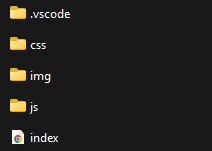 .vscode
css
img
js
index